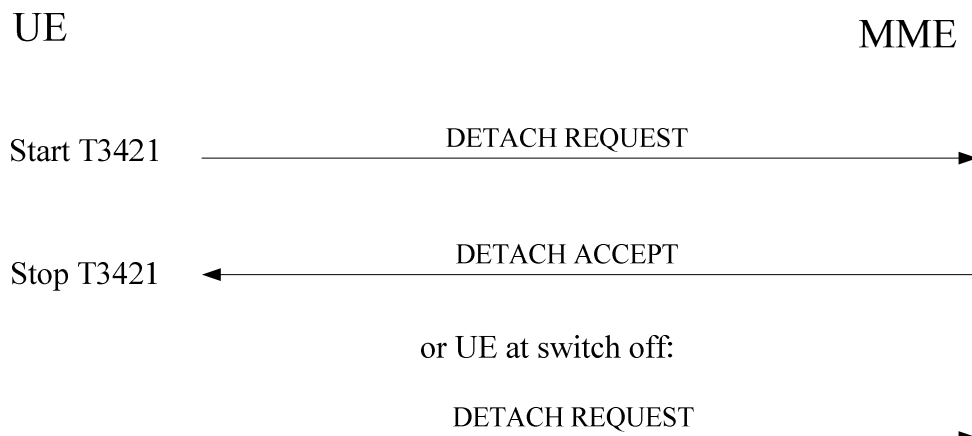 UE
MME
Start T3421
DETACH REQUEST
Stop T3421
DETACH ACCEPT
or UE at switch off:
DETACH REQUEST